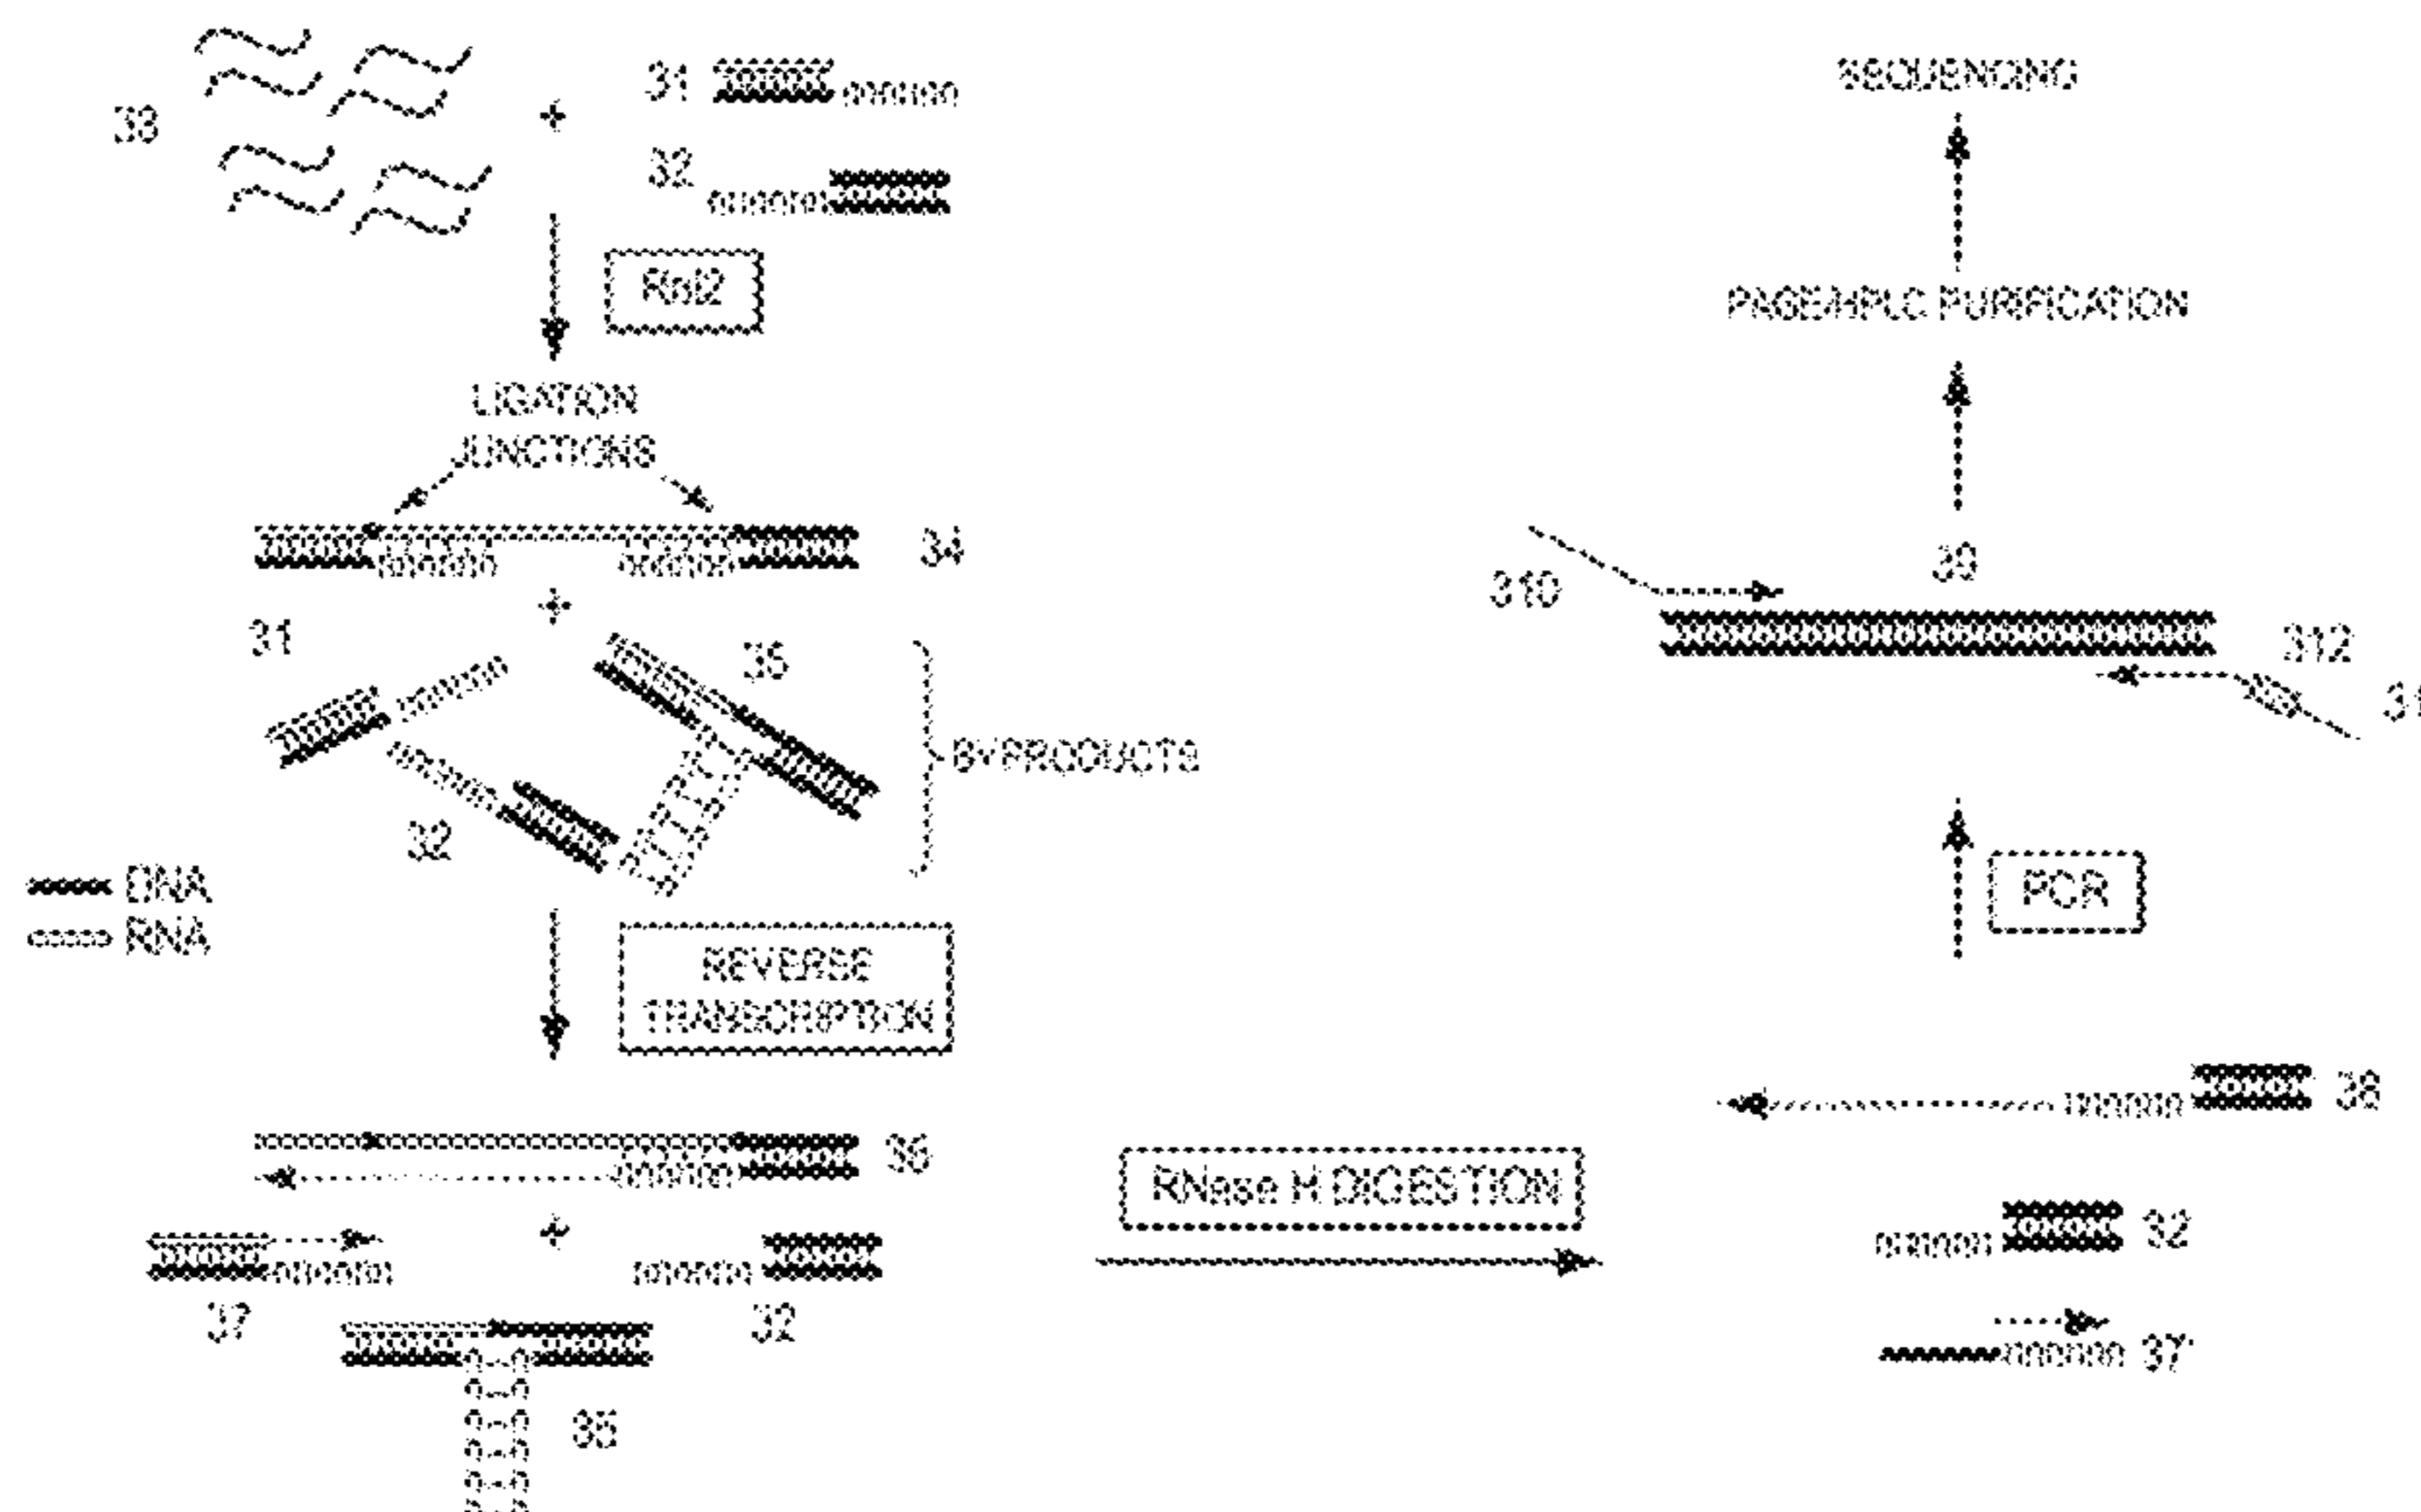 33
31
32
Rnl2
LIGATION
JUNCTIONS
34
31
35
32
BYPRODUCTS
DNA
RNA
REVERSE
TRANSCRIPTION
36
37
32
35
RNase H DIGESTION
SEQUENCING
PAGE/HPLC PURIFICATION
39
310
312
PCR
38
32
37